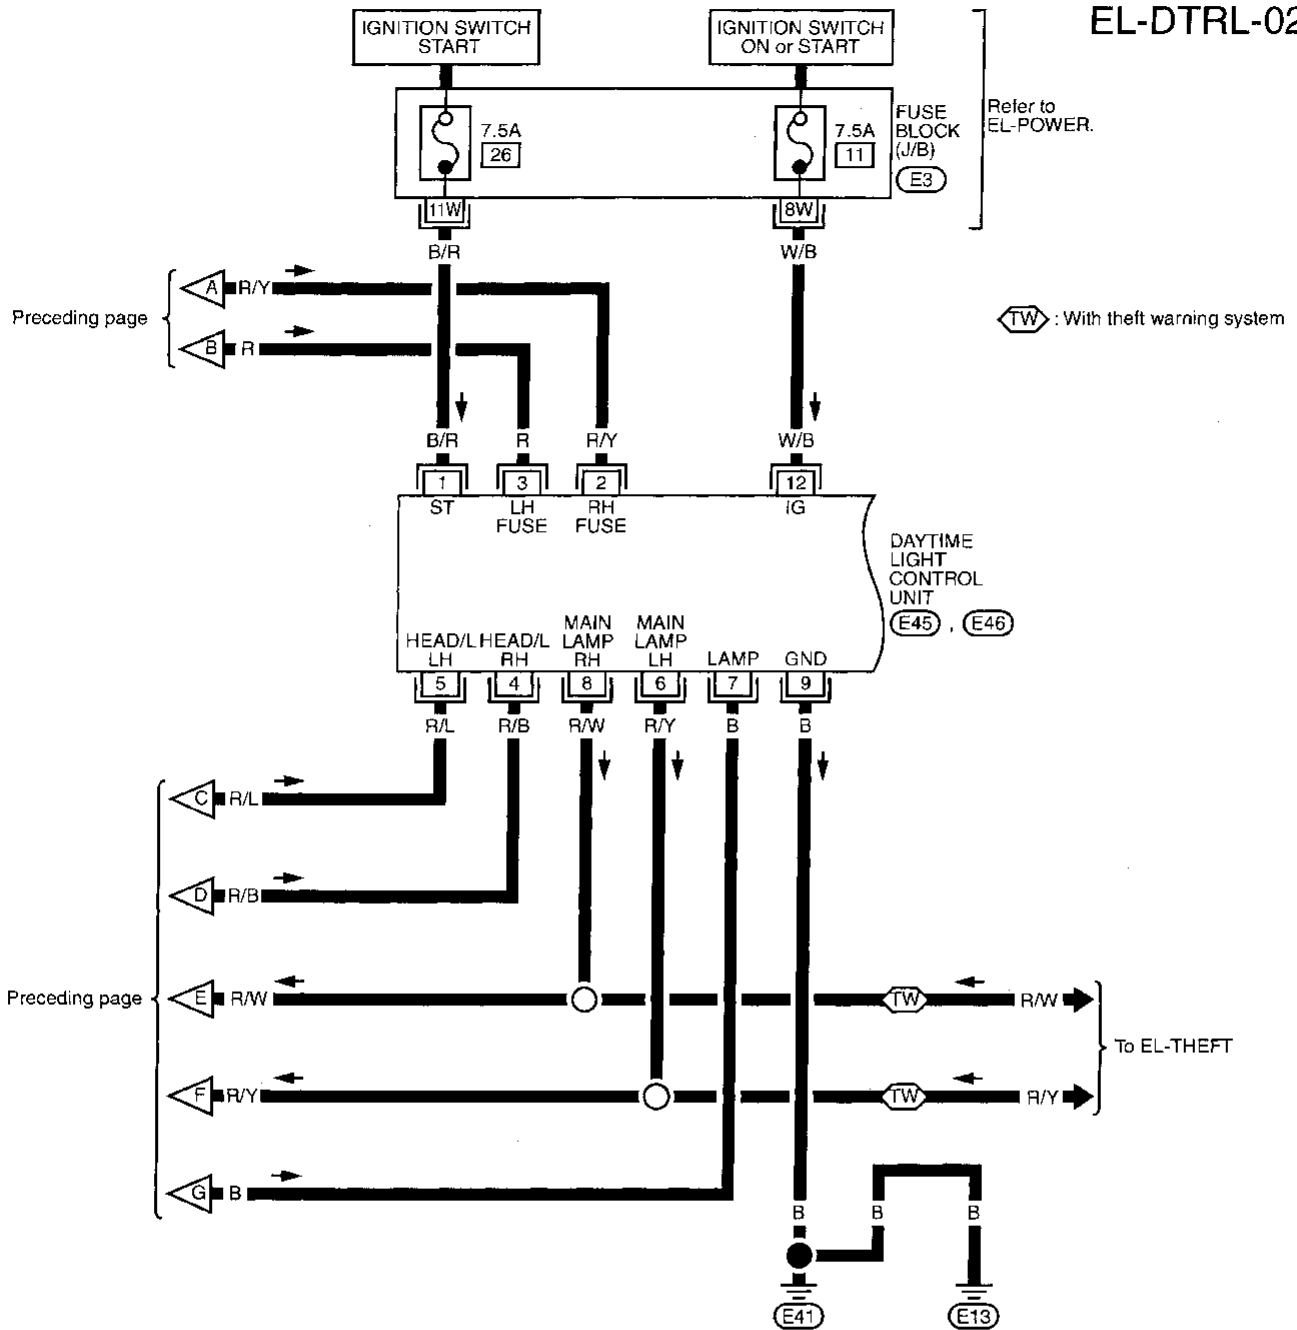 EL-DTRL-02
IGNITION SWITCH
START
IGNITION SWITCH
ON or START
7.5A
26
7.5A
11
FUSE
BLOCK
(J/B)
E3
Refer to
EL-POWER.
11W
8W
B/R
W/B
A
R/Y
Preceding page
B
R
TW : With theft warning system
B/R
R
R/Y
W/B
1
3
2
12
ST
LH
FUSE
RH
FUSE
IG
DAYTIME
LIGHT
CONTROL
UNIT
E45 , E46
HEAD/L
LH
HEAD/L
RH
MAIN
LAMP
RH
MAIN
LAMP
LH
LAMP
GND
5
4
8
6
7
9
R/L
R/B
R/W
R/Y
B
B
C
R/L
D
R/B
Preceding page
E
R/W
TW
R/W
To EL-THEFT
F
R/Y
TW
R/Y
G
B
B
B
B
E41
E13